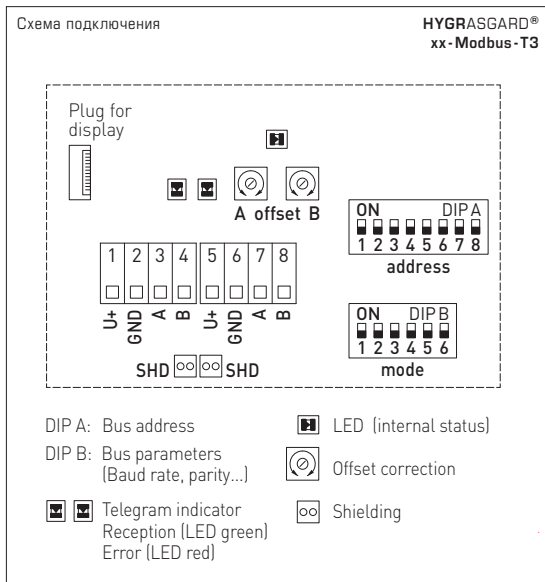 Схема подключения
HYGRASGARD®
xx-Modbus-T3
Plug for
display
A offset B
ON DIP A
1 2 3 4 5 6 7 8
address
1 2 3 4 5 6 7 8
U+ GND A B U+ GND A B
ON DIP B
1 2 3 4 5 6
mode
SHD SHD
DIP A: Bus address
DIP B: Bus parameters
(Baud rate, parity...)
Telegram indicator
Reception (LED green)
Error (LED red)
LED (internal status)
Offset correction
Shielding